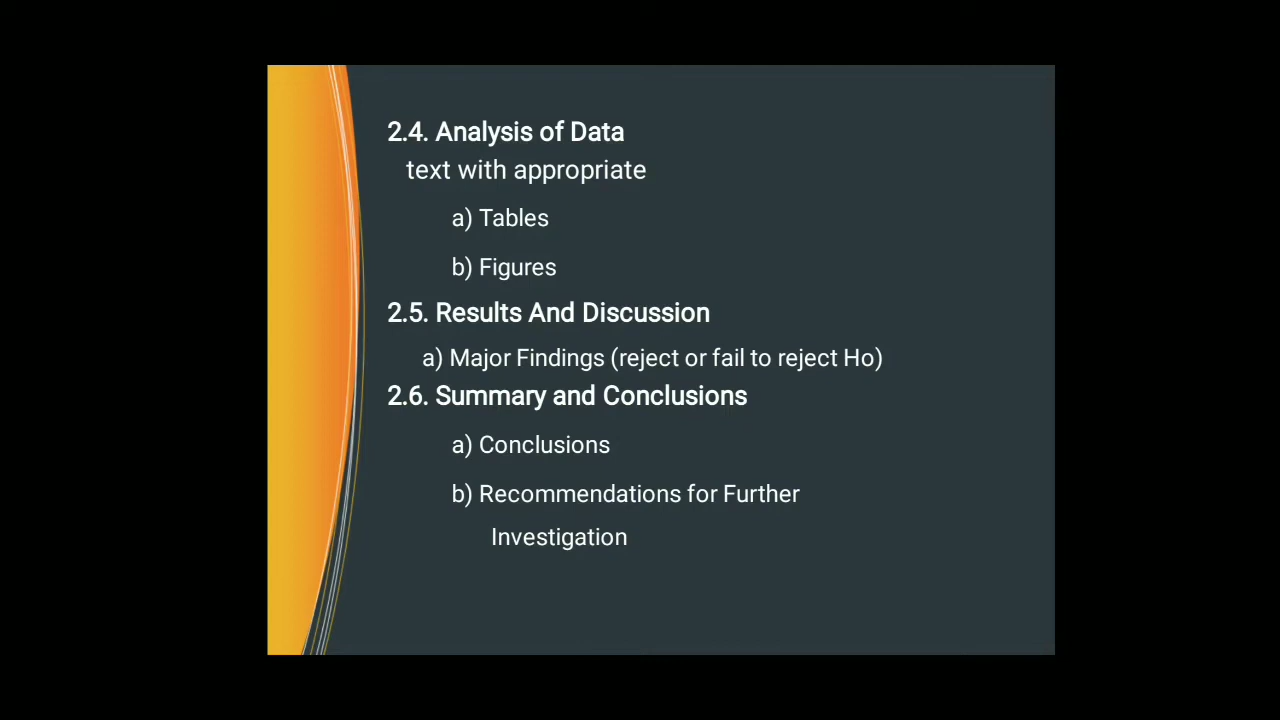 2.4. Analysis of Data
text with appropriate
a) Tables
b) Figures
2.5. Results And Discussion
a) Major Findings (reject or fail to reject Ho)
2.6. Summary and Conclusions
a) Conclusions
b) Recommendations for Further
Investigation